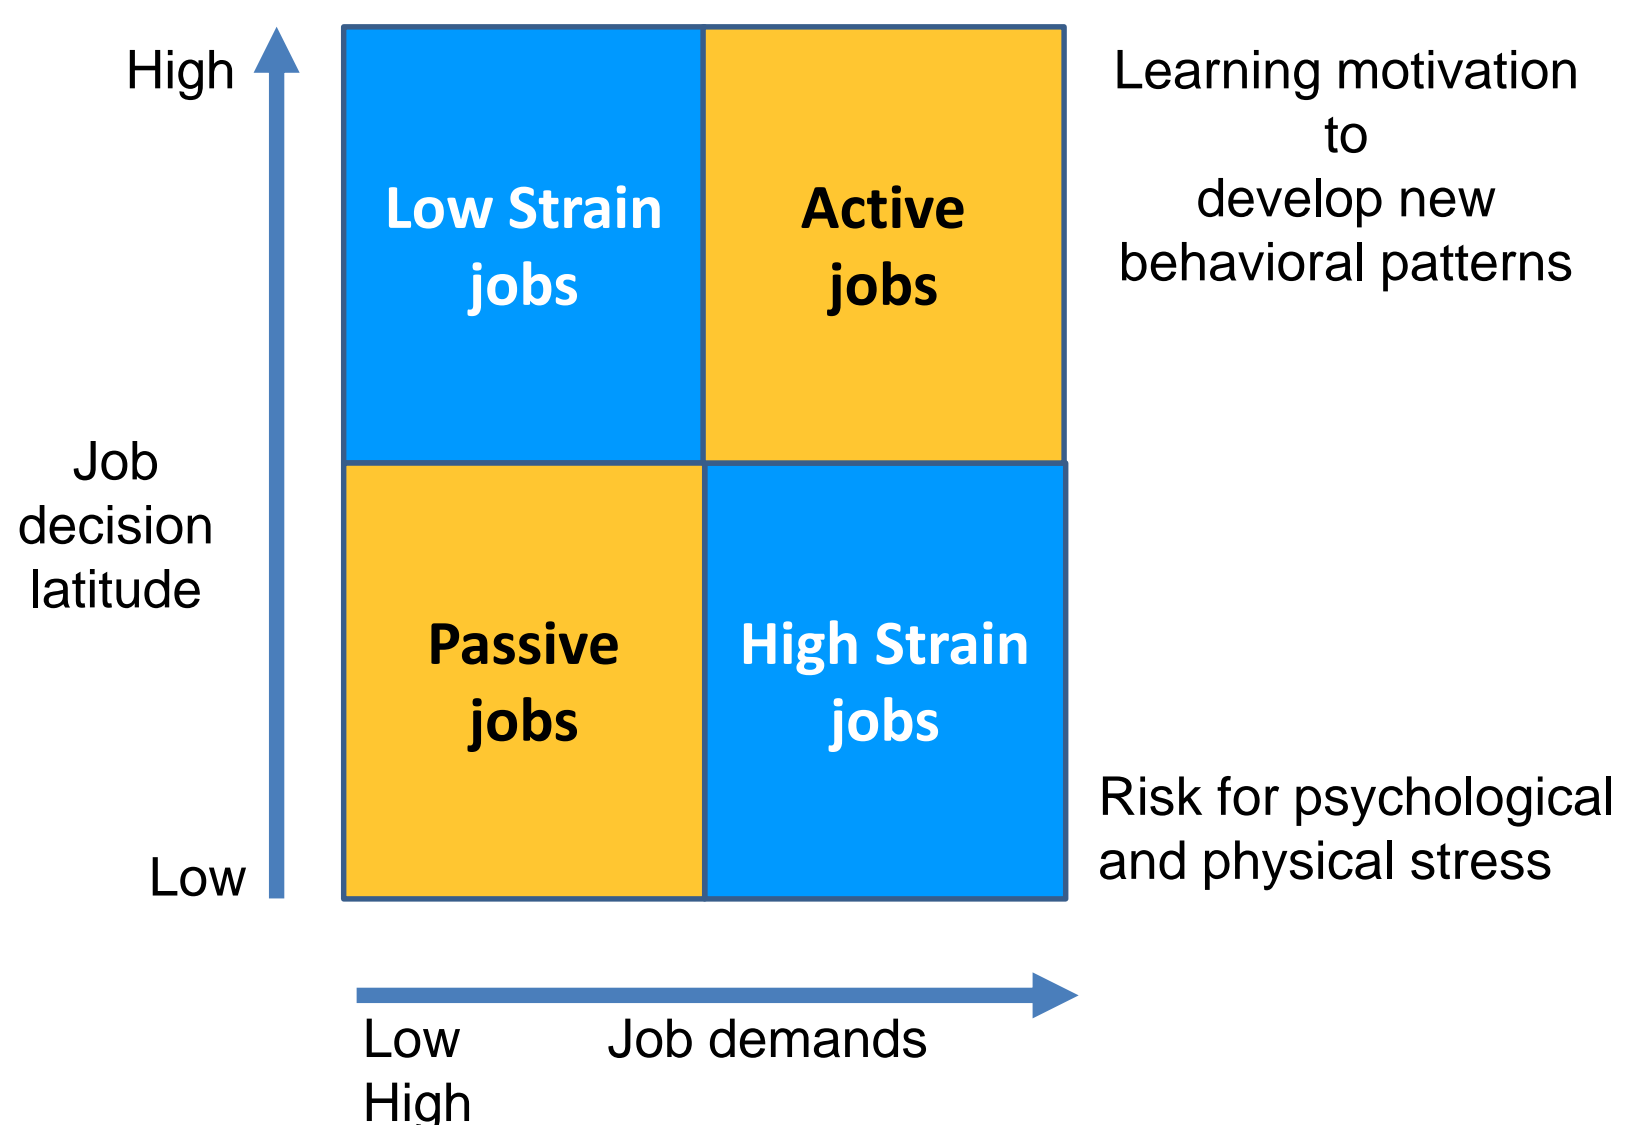 High
Low Strain
jobs
Active
jobs
Learning motivation
to
develop new
behavioral patterns
Job
decision
latitude
Passive
jobs
High Strain
jobs
Risk for psychological
and physical stress
Low
Low Job demands
High